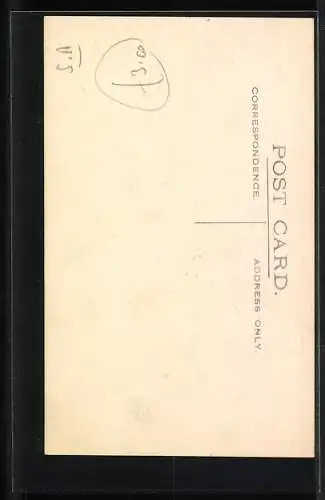 POST CARD.
CORRESPONDENCE.
ADDRESS ONLY.
S.A
3.00